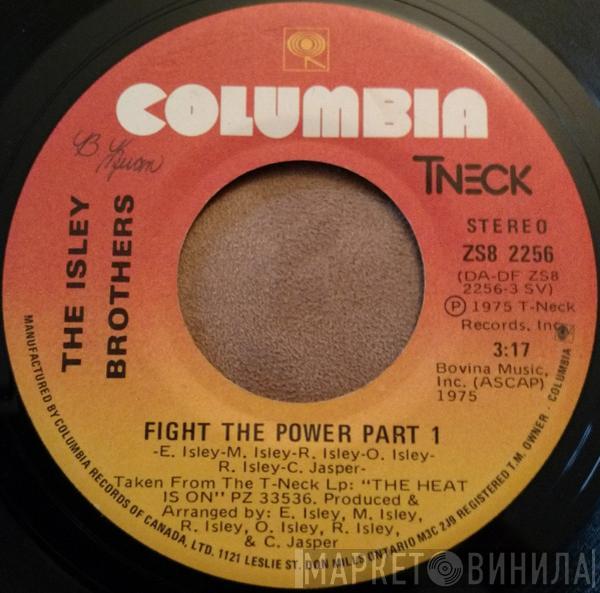 COLUMBIA
TNECK
THE ISLEY
BROTHERS
STEREO
ZS8 2256
(DA-DF ZS8
2256-3 SV)
Ⓟ 1975 T-Neck
Records, Inc.
3:17
Bovina Music,
Inc. (ASCAP)
1975
FIGHT THE POWER PART 1
-E. Isley-M. Isley-R. Isley-O. Isley-
R. Isley-C. Jasper-
Taken From The T-Neck Lp: "THE HEAT
IS ON" PZ 33536. Produced &
Arranged by: E. Isley, M. Isley,
R. Isley, O. Isley, R. Isley,
& C. Jasper
MANUFACTURED BY COLUMBIA RECORDS OF CANADA, LTD. 1121 LESLIE ST. DON MILLS ONTARIO M3C 2J9 REGISTERED T.M. OWNER - COLUMBIA
МАРКЕТ ВИНИЛА